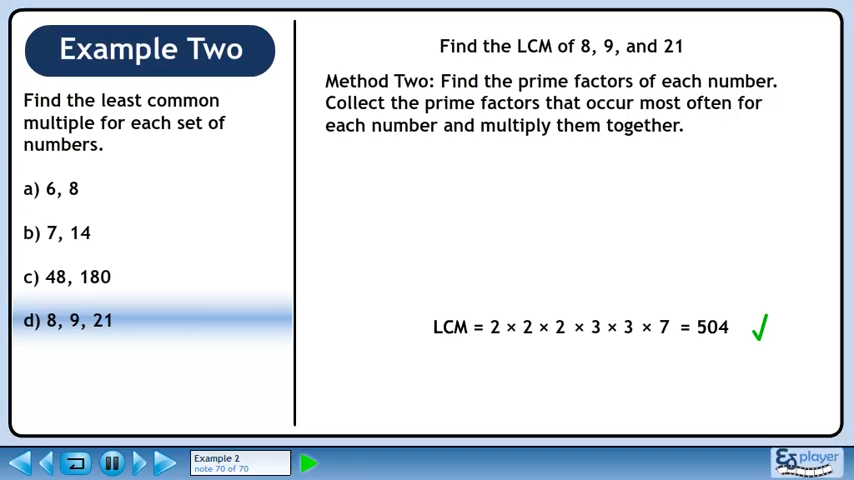 Example Two
Find the least common
multiple for each set of
numbers.
a) 6, 8
b) 7, 14
c) 48, 180
d) 8, 9, 21
Find the LCM of 8, 9, and 21
Method Two: Find the prime factors of each number.
Collect the prime factors that occur most often for
each number and multiply them together.
LCM = 2 × 2 × 2 × 3 × 3 × 7 = 504
Example 2
note 70 of 70
player